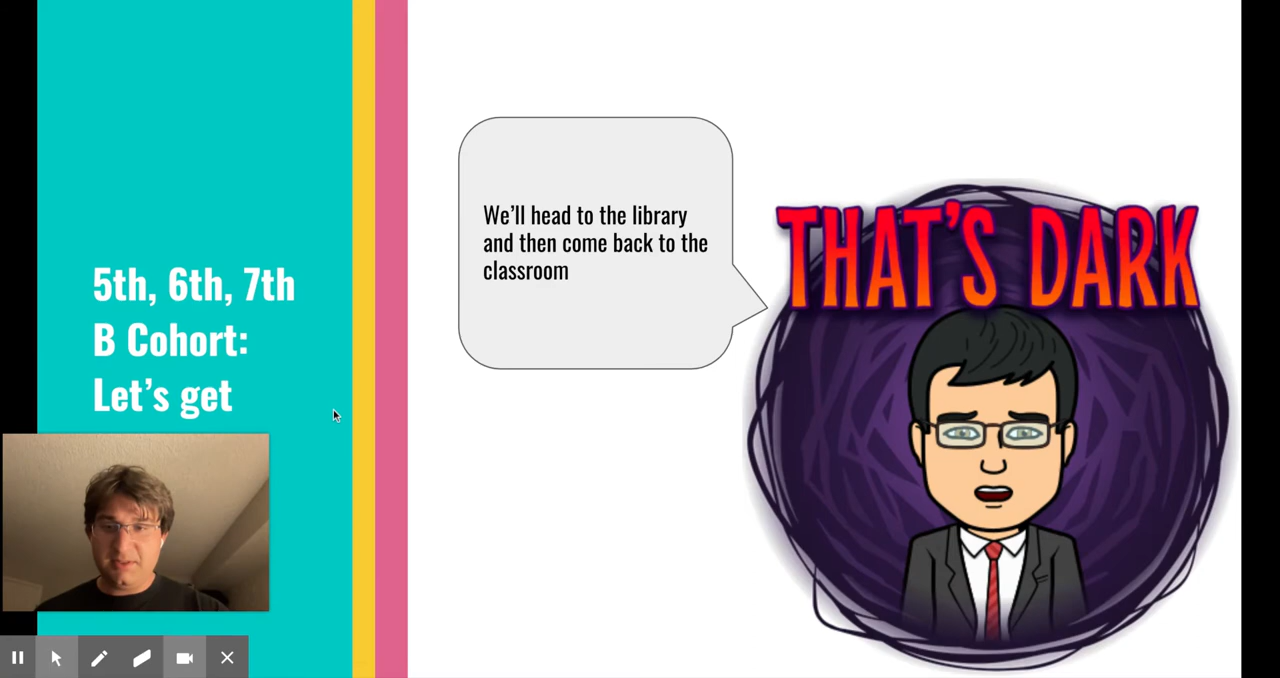 5th, 6th, 7th
B Cohort:
Let’s get
We’ll head to the library
and then come back to the
classroom
THAT’S DARK